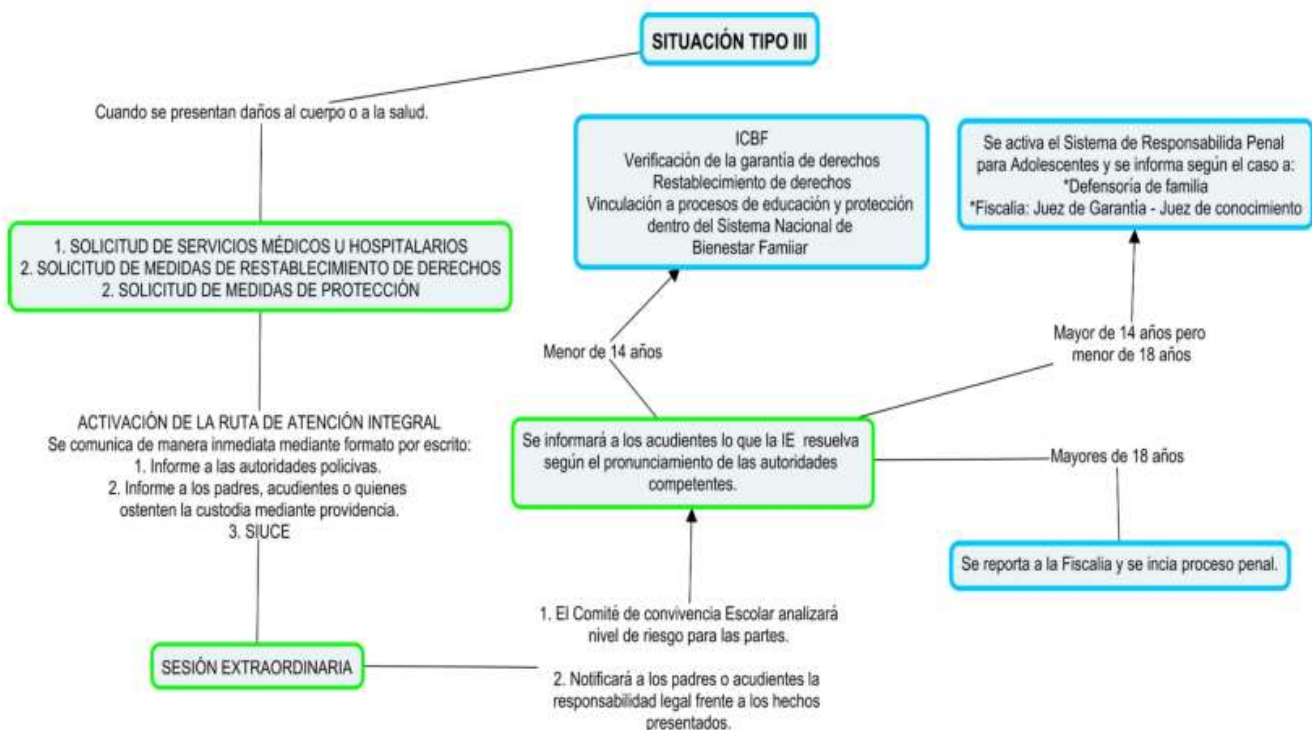 SITUACIÓN TIPO III
Cuando se presentan daños al cuerpo o a la salud.
1. SOLICITUD DE SERVICIOS MÉDICOS U HOSPITALARIOS
2. SOLICITUD DE MEDIDAS DE RESTABLECIMIENTO DE DERECHOS
2. SOLICITUD DE MEDIDAS DE PROTECCIÓN
ACTIVACIÓN DE LA RUTA DE ATENCIÓN INTEGRAL
Se comunica de manera inmediata mediante formato por escrito:
1. Informe a las autoridades policivas.
2. Informe a los padres, acudientes o quienes
ostenten la custodia mediante providencia.
3. SIUCE
SESIÓN EXTRAORDINARIA
1. El Comité de convivencia Escolar analizará
nivel de riesgo para las partes.
2. Notificará a los padres o acudientes la
responsabilidad legal frente a los hechos
presentados.
Se informará a los acudientes lo que la IE resuelva
según el pronunciamiento de las autoridades
competentes.
Menor de 14 años
ICBF
Verificación de la garantía de derechos
Restablecimiento de derechos
Vinculación a procesos de educación y protección
dentro del Sistema Nacional de
Bienestar Famiiar
Mayor de 14 años pero
menor de 18 años
Se activa el Sistema de Responsabilida Penal
para Adolescentes y se informa según el caso a:
*Defensoría de familia
*Fiscalia: Juez de Garantía - Juez de conocimiento
Mayores de 18 años
Se reporta a la Fiscalia y se incia proceso penal.